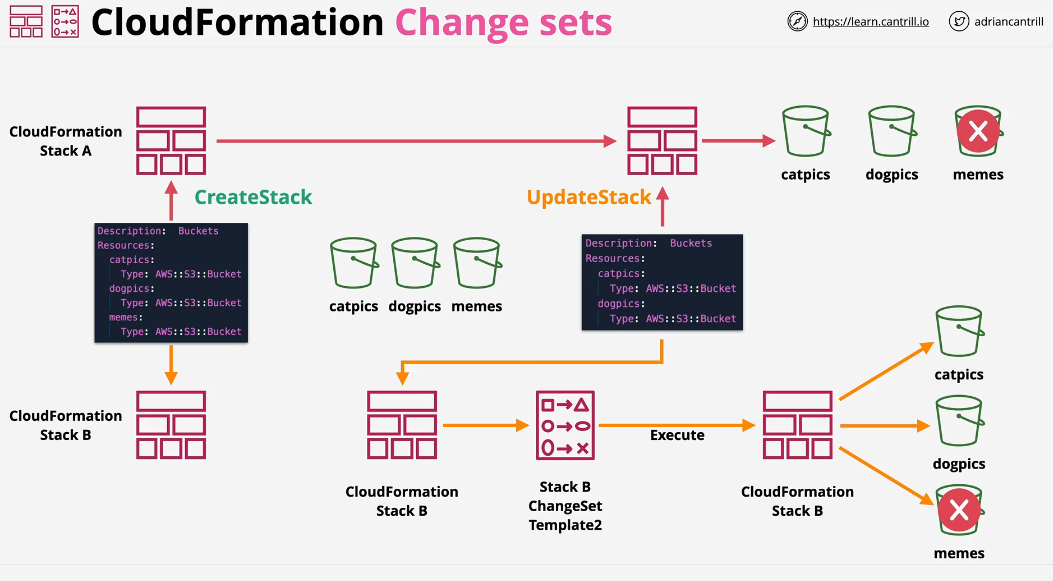 CloudFormation Change sets
https://learn.cantrill.io
adriancantrill
CloudFormation
Stack A
CreateStack
UpdateStack
catpics
dogpics
memes
Description: Buckets
Resources:
catpics:
Type: AWS::S3::Bucket
dogpics:
Type: AWS::S3::Bucket
memes:
Type: AWS::S3::Bucket
catpics
dogpics
memes
Description: Buckets
Resources:
catpics:
Type: AWS::S3::Bucket
dogpics:
Type: AWS::S3::Bucket
CloudFormation
Stack B
CloudFormation
Stack B
Stack B
ChangeSet
Template2
Execute
CloudFormation
Stack B
catpics
dogpics
memes